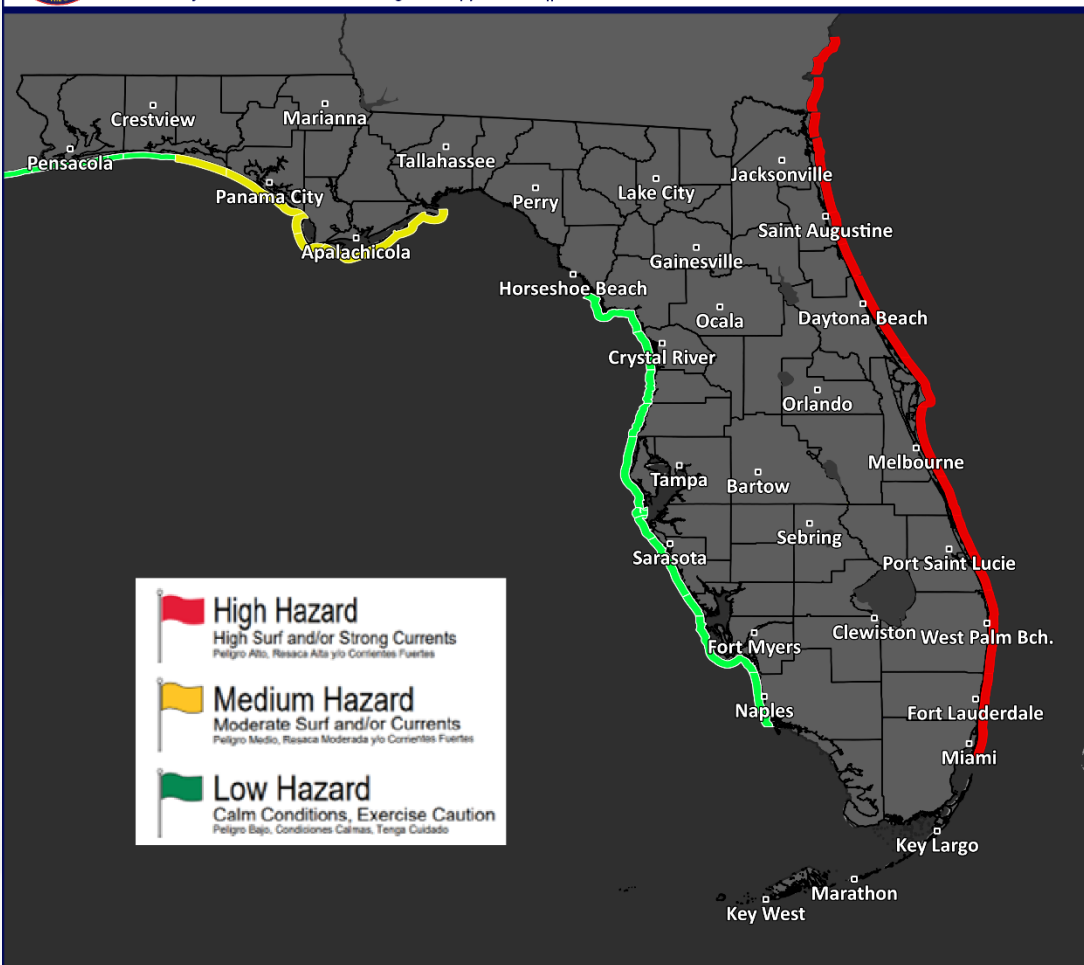 Crestview
Marianna
Pensacola
Tallahassee
Jacksonville
Panama City
Perry
Lake City
Saint Augustine
Apalachicola
Gainesville
Horseshoe Beach
Ocala
Daytona Beach
Crystal River
Orlando
Melbourne
Tampa
Bartow
Sebring
Sarasota
Port Saint Lucie
High Hazard
High Surf and/or Strong Currents
Peligro Alto, Resaca Alta y/o Corrientes Fuertes
Clewiston
West Palm Bch.
Fort Myers
Medium Hazard
Moderate Surf and/or Currents
Peligro Medio, Resaca Moderada y/o Corrientes Fuertes
Naples
Fort Lauderdale
Miami
Low Hazard
Calm Conditions, Exercise Caution
Peligro Bajo, Condiciones Calmas, Tenga Cuidado
Key Largo
Marathon
Key West